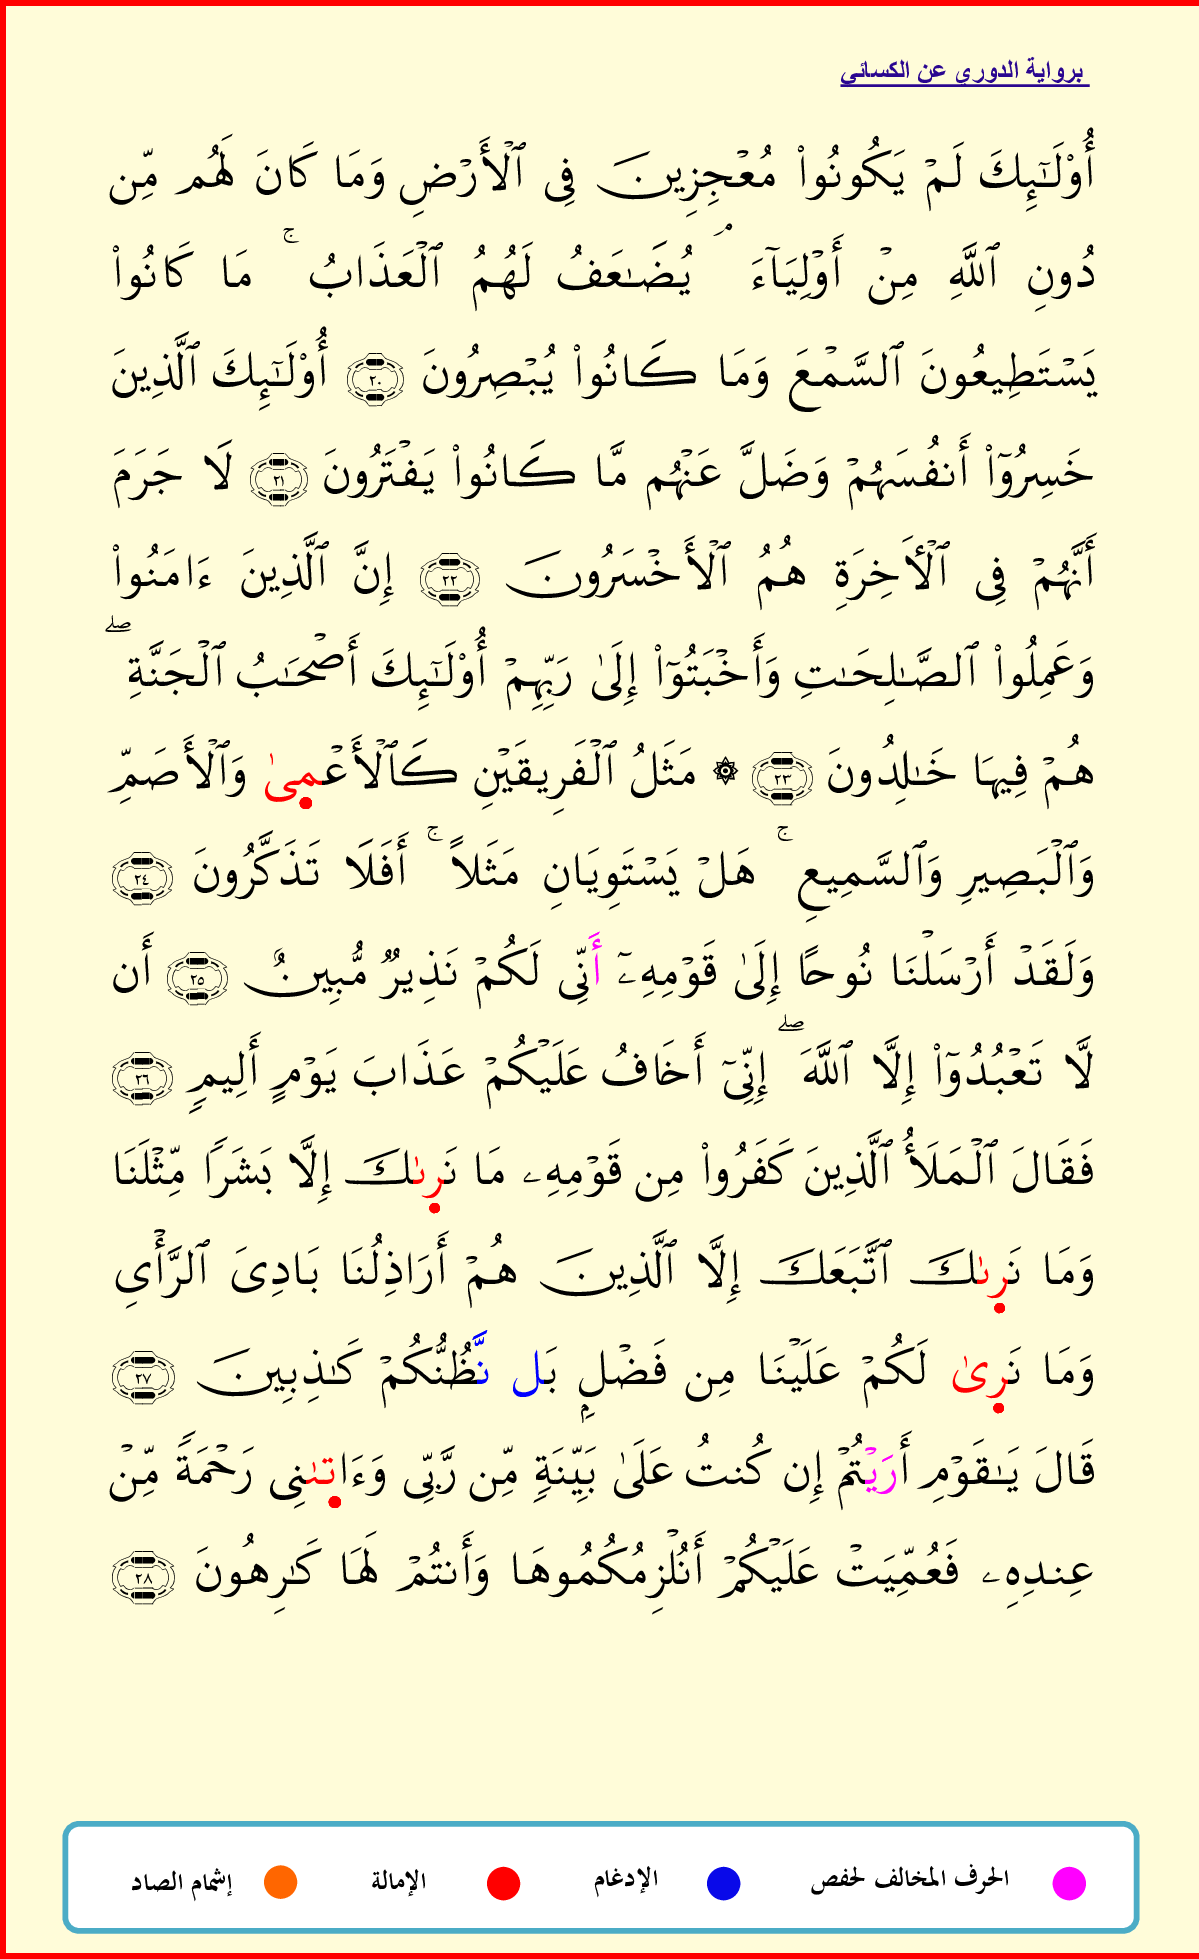 برواية الدوري عن الكسائي
أُوْلَـٰٓئِكَ لَمۡ يَكُونُواْ مُعۡجِزِينَ فِى ٱلۡأَرۡضِ وَمَا كَانَ لَهُم مِّن
دُونِ ٱللَّهِ مِنۡ أَوۡلِيَآءَ ۘ يُضَـٰعَفُ لَهُمُ ٱلۡعَذَابُ ۚ مَا كَانُواْ
يَسۡتَطِيعُونَ ٱلسَّمۡعَ وَمَا كَانُواْ يُبۡصِرُونَ ٢٠ أُوْلَـٰٓئِكَ ٱلَّذِينَ
خَسِرُوٓاْ أَنفُسَهُمۡ وَضَلَّ عَنۡهُم مَّا كَانُواْ يَفۡتَرُونَ ٢١ لَا جَرَمَ
أَنَّهُمۡ فِى ٱلۡأَخِرَةِ هُمُ ٱلۡأَخۡسَرُونَ ٢٢ إِنَّ ٱلَّذِينَ ءَامَنُواْ
وَعَمِلُواْ ٱلصَّـٰلِحَـٰتِ وَأَخۡبَتُوٓاْ إِلَىٰ رَبِّهِمۡ أُوْلَـٰٓئِكَ أَصۡحَـٰبُ ٱلۡجَنَّةِ ۖ
هُمۡ فِيهَا خَـٰلِدُونَ ٢٣ ۞ مَثَلُ ٱلۡفَرِيقَيۡنِ كَٱلۡأَعۡمِىٰ وَٱلۡأَصَمِّ
وَٱلۡبَصِيرِ وَٱلسَّمِيعِ ۚ هَلۡ يَسۡتَوِيَانِ مَثَلاً ۚ أَفَلَا تَذَكَّرُونَ ٢٤
وَلَقَدۡ أَرۡسَلۡنَا نُوحًا إِلَىٰ قَوۡمِهِۦٓ أَنِّى لَكُمۡ نَذِيرٌ مُّبِينٌ ٢٥ أَن
لَّا تَعۡبُدُوٓاْ إِلَّا ٱللَّهَ ۖ إِنِّىٓ أَخَافُ عَلَيۡكُمۡ عَذَابَ يَوۡمٍ أَلِيمٍ ٢٦
فَقَالَ ٱلۡمَلَأُ ٱلَّذِينَ كَفَرُواْ مِن قَوۡمِهِۦ مَا نَرِىٰكَ إِلَّا بَشَرًا مِّثۡلَنَا
وَمَا نَرِىٰكَ ٱتَّبَعَكَ إِلَّا ٱلَّذِينَ هُمۡ أَرَاذِلُنَا بَادِىَ ٱلرَّأۡىِ
وَمَا نَرِىٰ لَكُمۡ عَلَيۡنَا مِن فَضۡلٍۭ بَل نَّظُنُّكُمۡ كَـٰذِبِينَ ٢٧
قَالَ يَـٰقَوۡمِ أَرَيۡتُمۡ إِن كُنتُ عَلَىٰ بَيِّنَةٍ مِّن رَّبِّى وَءَاتِىٰنِى رَحۡمَةً مِّنۡ
عِندِهِۦ فَعُمِّيَتۡ عَلَيۡكُمۡ أَنُلۡزِمُكُمُوهَا وَأَنتُمۡ لَهَا كَـٰرِهُونَ ٢٨
الحرف المخالف لحفص الإدغام الإمالة إشمام الصاد